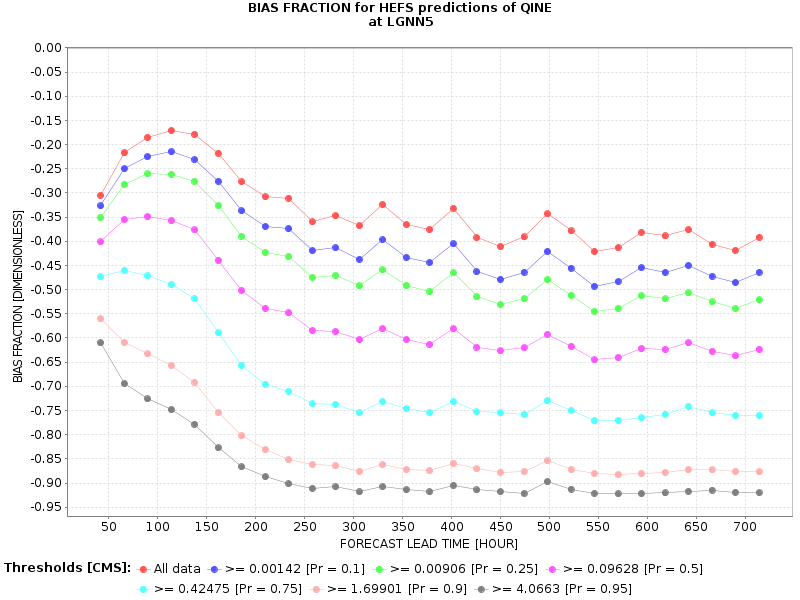 BIAS FRACTION for HEFS predictions of QINE
at LGNN5
0.00
-0.05
-0.10
-0.15
-0.20
-0.25
-0.30
-0.35
-0.40
-0.45
-0.50
-0.55
-0.60
-0.65
-0.70
-0.75
-0.80
-0.85
-0.90
-0.95
BIAS FRACTION [DIMENSIONLESS]
50 100 150 200 250 300 350 400 450 500 550 600 650 700
FORECAST LEAD TIME [HOUR]
Thresholds [CMS]: All data >= 0.00142 [Pr = 0.1] >= 0.00906 [Pr = 0.25] >= 0.09628 [Pr = 0.5]
>= 0.42475 [Pr = 0.75] >= 1.69901 [Pr = 0.9] >= 4.0663 [Pr = 0.95]